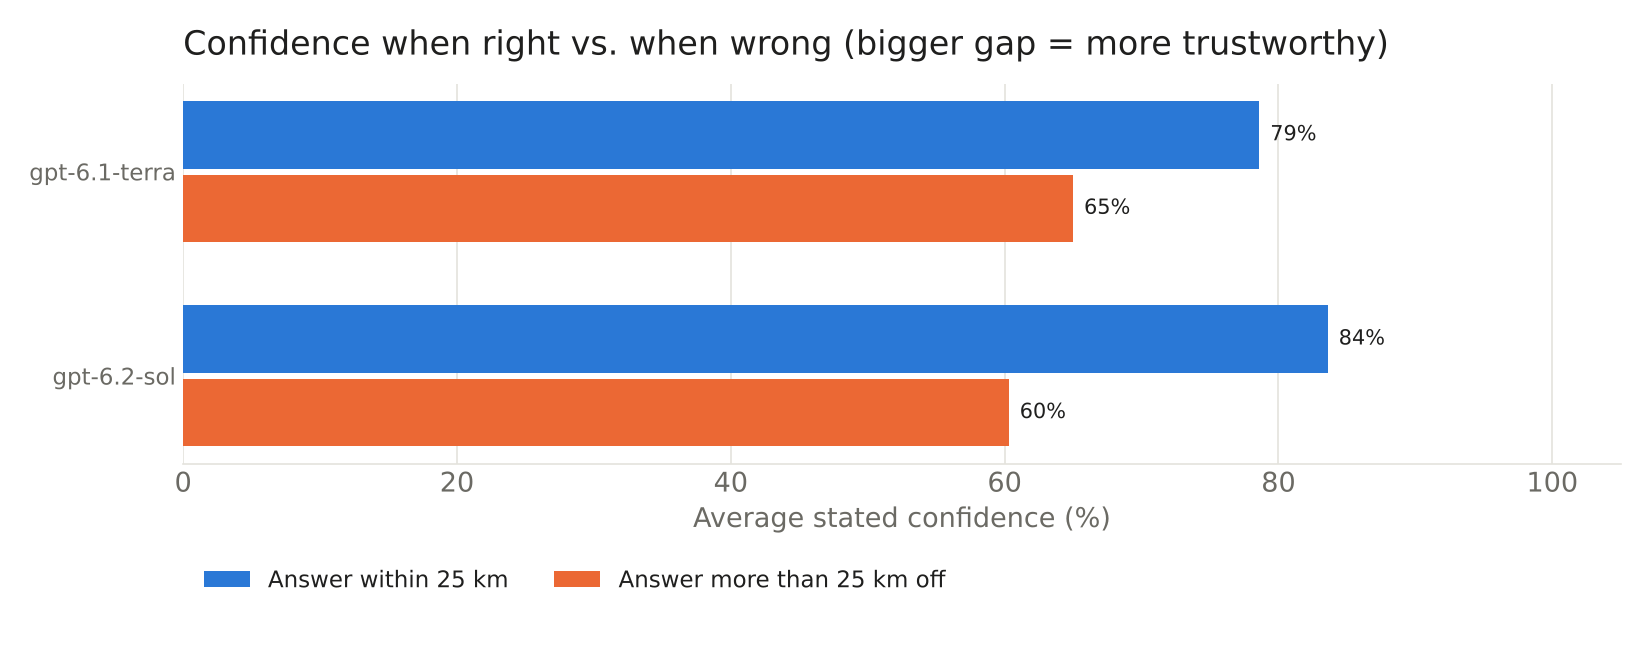 Confidence when right vs. when wrong (bigger gap = more trustworthy)
79%
gpt-6.1-terra
65%
84%
gpt-6.2-sol
60%
0 20 40 60 80 100
Average stated confidence (%)
Answer within 25 km Answer more than 25 km off